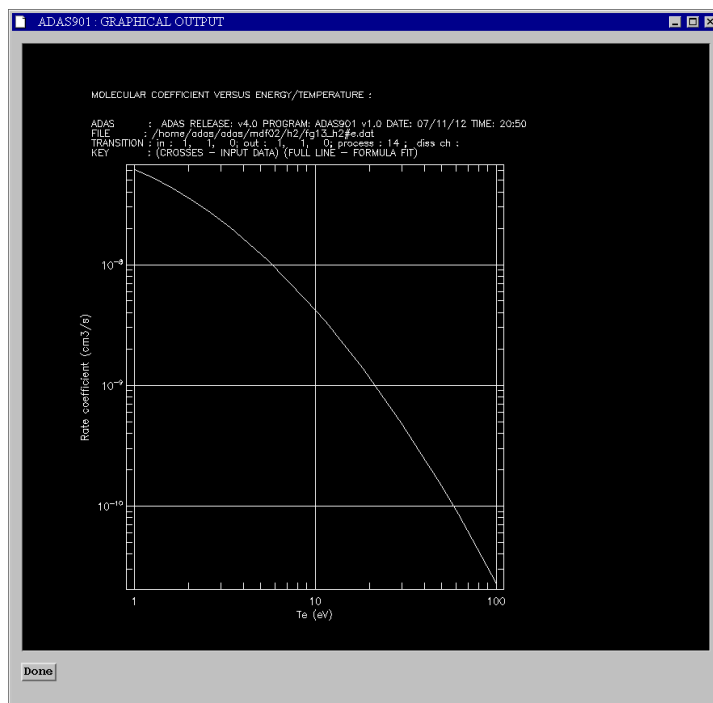 ADAS901 : GRAPHICAL OUTPUT
MOLECULAR COEFFICIENT VERSUS ENERGY/TEMPERATURE :
ADAS : ADAS RELEASE: v4.0 PROGRAM: ADAS901 v1.0 DATE: 07/11/12 TIME: 20:50
FILE : /home/adas/adas/mdf02/h2/fg13_h2#e.dat
TRANSITION : in : 1, 1, 0; out : 1, 1, 0; process : 14 ; diss ch :
KEY : (CROSSES - INPUT DATA) (FULL LINE - FORMULA FIT)
10⁻⁸
10⁻⁹
10⁻¹⁰
Rate coefficient (cm3/s)
1 10 100
Te (eV)
Done